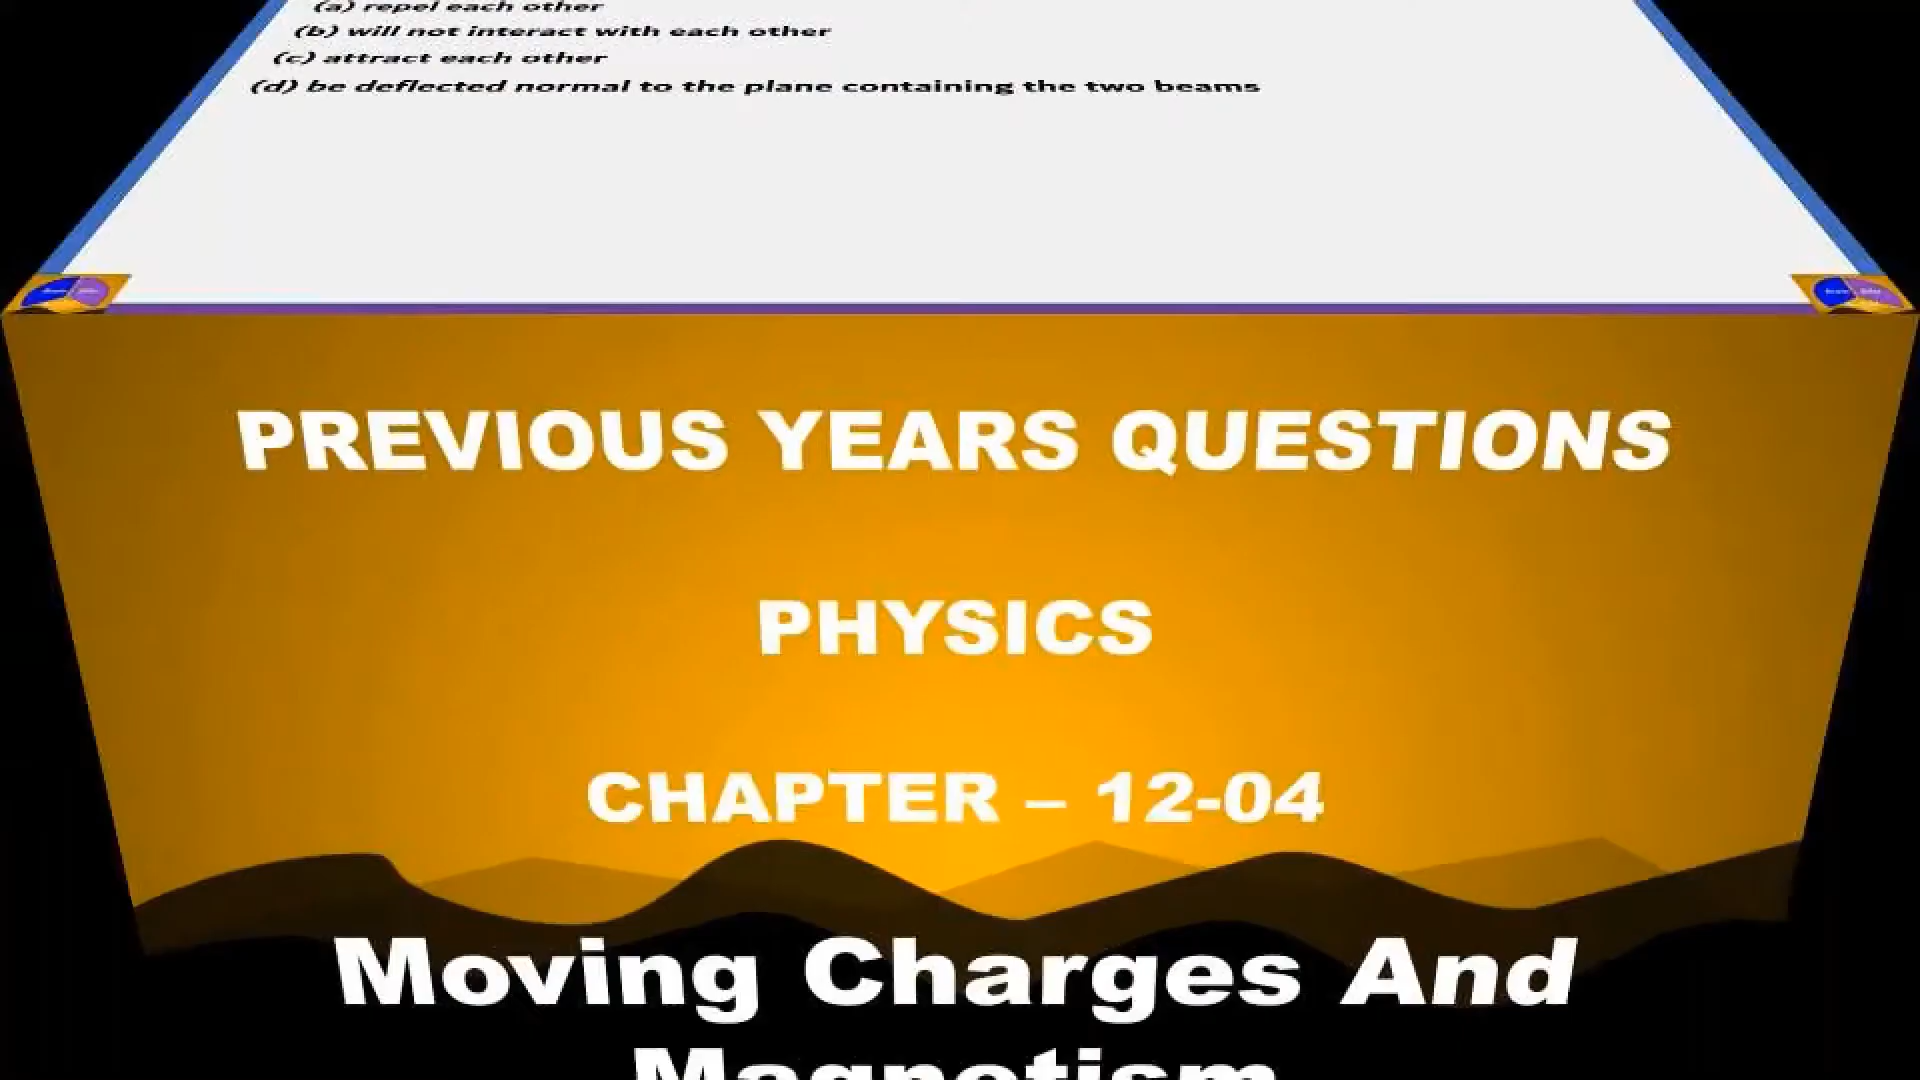 (a) repel each other
(b) will not interact with each other
(c) attract each other
(d) be deflected normal to the plane containing the two beams
PREVIOUS YEARS QUESTIONS
PHYSICS
CHAPTER – 12-04
Moving Charges And
Magnetism